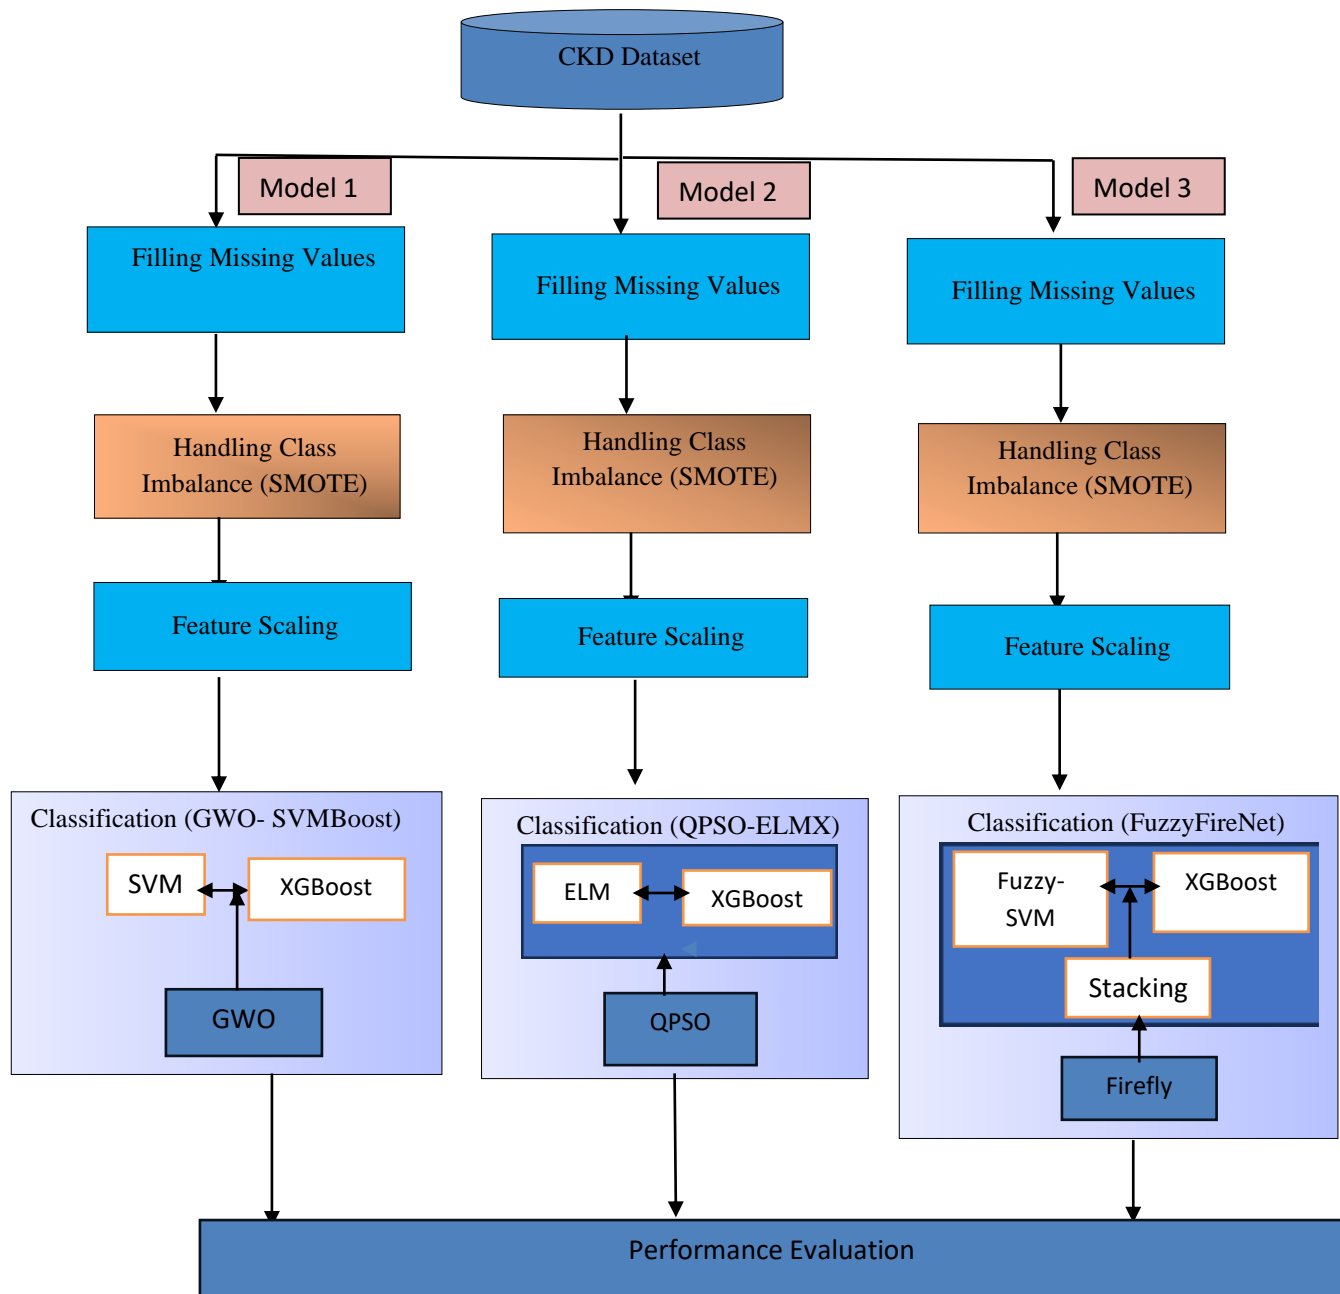 CKD Dataset
Model 1
Model 2
Model 3
Filling Missing Values
Filling Missing Values
Filling Missing Values
Handling Class
Imbalance (SMOTE)
Handling Class
Imbalance (SMOTE)
Handling Class
Imbalance (SMOTE)
Feature Scaling
Feature Scaling
Feature Scaling
Classification (GWO- SVMBoost)
SVM
XGBoost
GWO
Classification (QPSO-ELMX)
ELM
XGBoost
QPSO
Classification (FuzzyFireNet)
Fuzzy-
SVM
XGBoost
Stacking
Firefly
Performance Evaluation